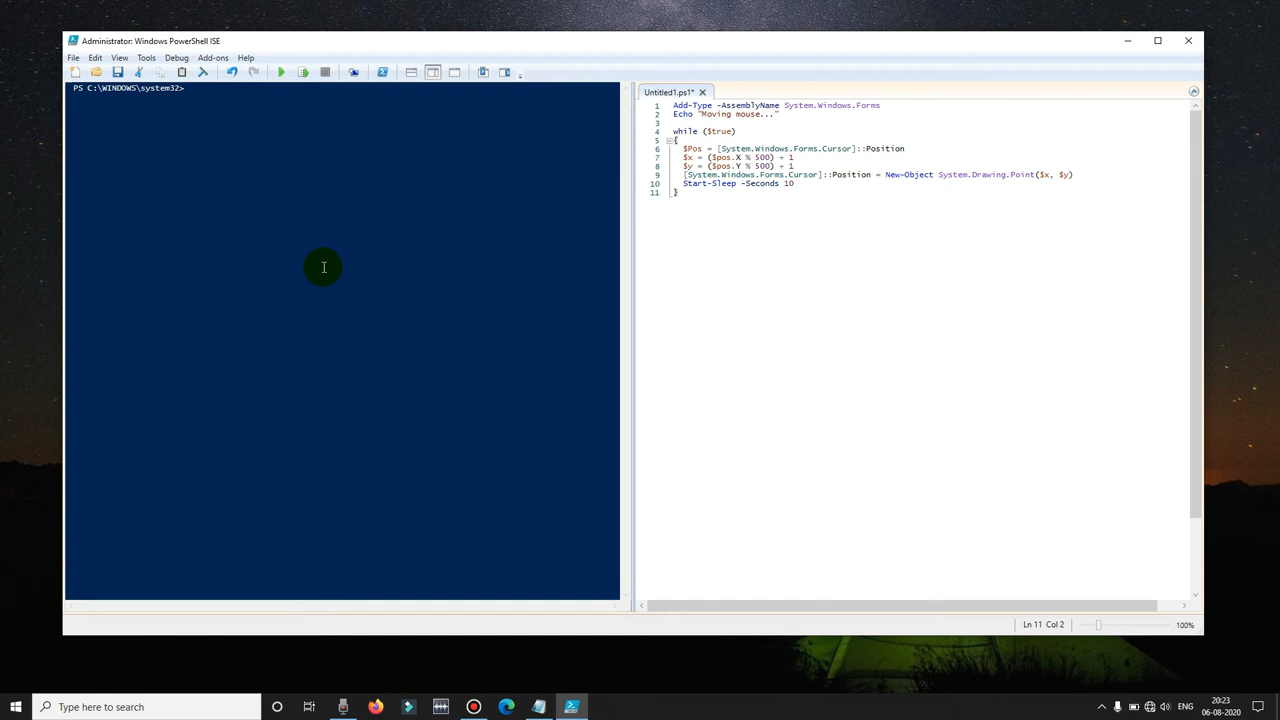 Administrator: Windows PowerShell ISE
File Edit View Tools Debug Add-ons Help
PS C:\WINDOWS\system32>
Untitled1.ps1*
1 Add-Type -AssemblyName System.Windows.Forms
2 Echo "Moving mouse..."
3
4 while ($true)
5 {
6 $Pos = [System.Windows.Forms.Cursor]::Position
7 $x = ($pos.X % 500) + 1
8 $y = ($pos.Y % 500) + 1
9 [System.Windows.Forms.Cursor]::Position = New-Object System.Drawing.Point($x, $y)
10 Start-Sleep -Seconds 10
11 }
Ln 11 Col 2 100%
Type here to search
ENG
20:23
06-08-2020